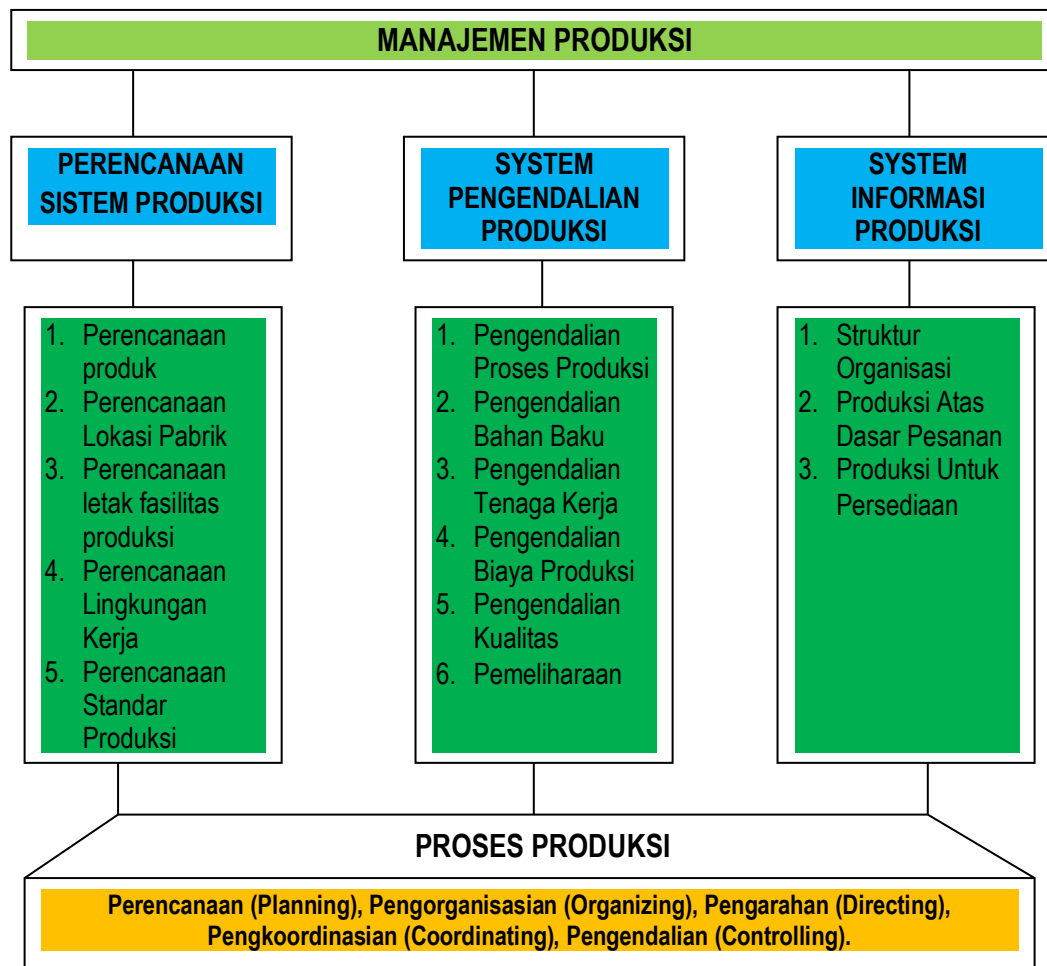 MANAJEMEN PRODUKSI
PERENCANAAN
SISTEM PRODUKSI
SYSTEM
PENGENDALIAN
PRODUKSI
SYSTEM
INFORMASI
PRODUKSI
1. Perencanaan
produk
2. Perencanaan
Lokasi Pabrik
3. Perencanaan
letak fasilitas
produksi
4. Perencanaan
Lingkungan
Kerja
5. Perencanaan
Standar
Produksi
1. Pengendalian
Proses Produksi
2. Pengendalian
Bahan Baku
3. Pengendalian
Tenaga Kerja
4. Pengendalian
Biaya Produksi
5. Pengendalian
Kualitas
6. Pemeliharaan
1. Struktur
Organisasi
2. Produksi Atas
Dasar Pesanan
3. Produksi Untuk
Persediaan
PROSES PRODUKSI
Perencanaan (Planning), Pengorganisasian (Organizing), Pengarahan (Directing),
Pengkoordinasian (Coordinating), Pengendalian (Controlling).